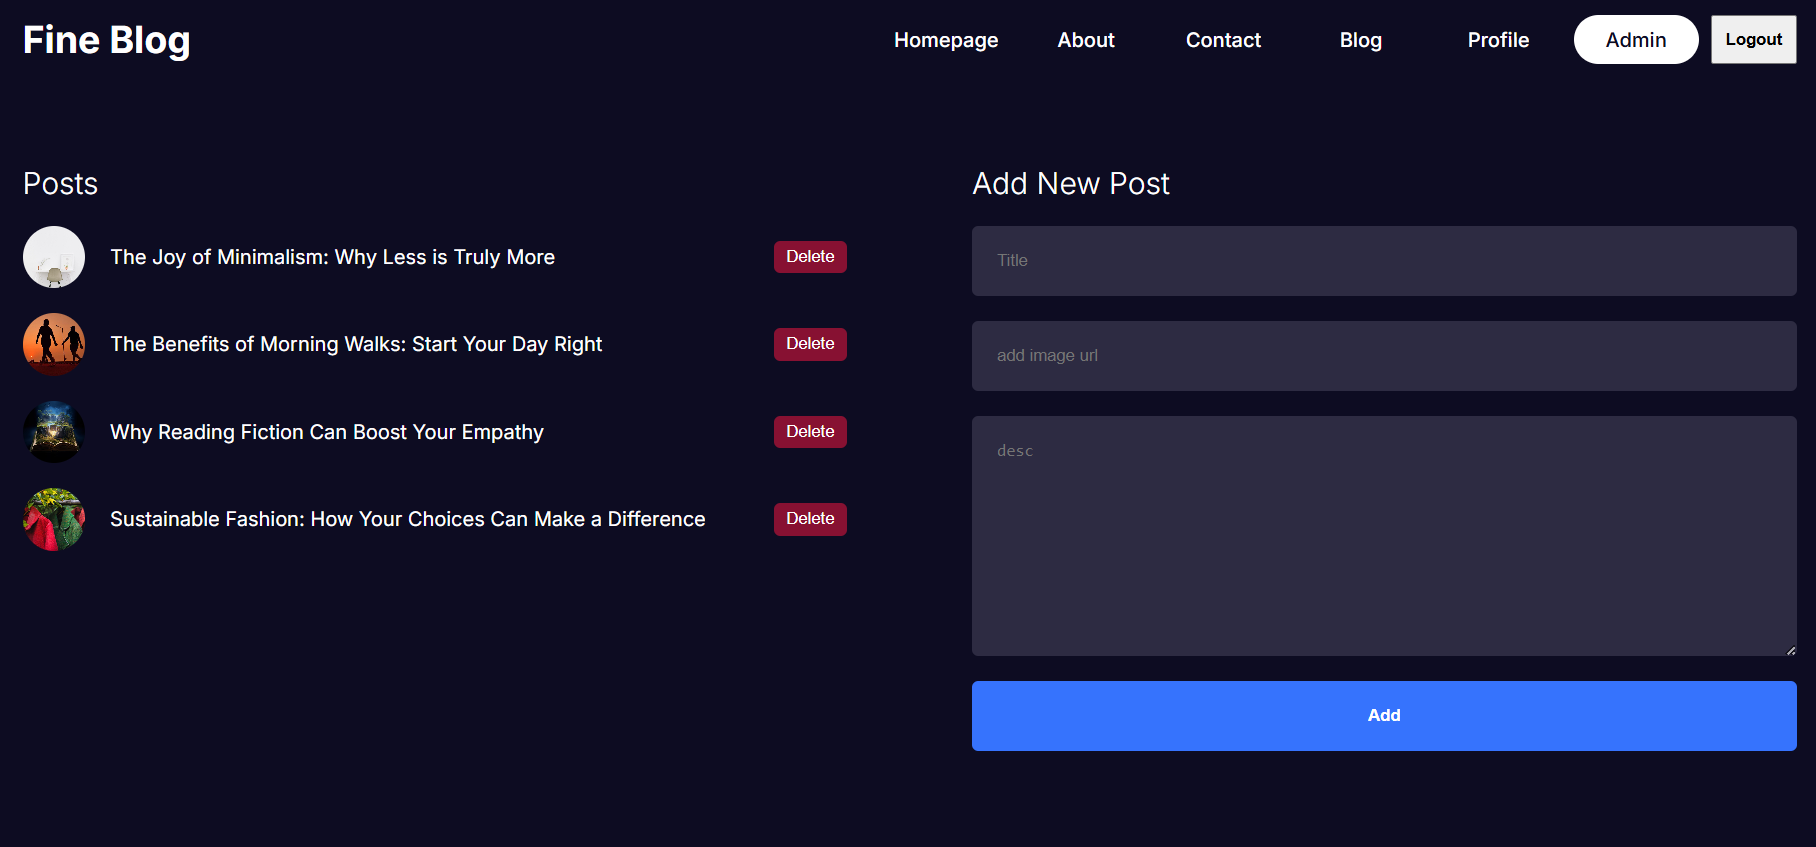 Fine Blog
Homepage About Contact Blog Profile Admin Logout
Posts
The Joy of Minimalism: Why Less is Truly More Delete
The Benefits of Morning Walks: Start Your Day Right Delete
Why Reading Fiction Can Boost Your Empathy Delete
Sustainable Fashion: How Your Choices Can Make a Difference Delete
Add New Post
Title
add image url
desc
Add